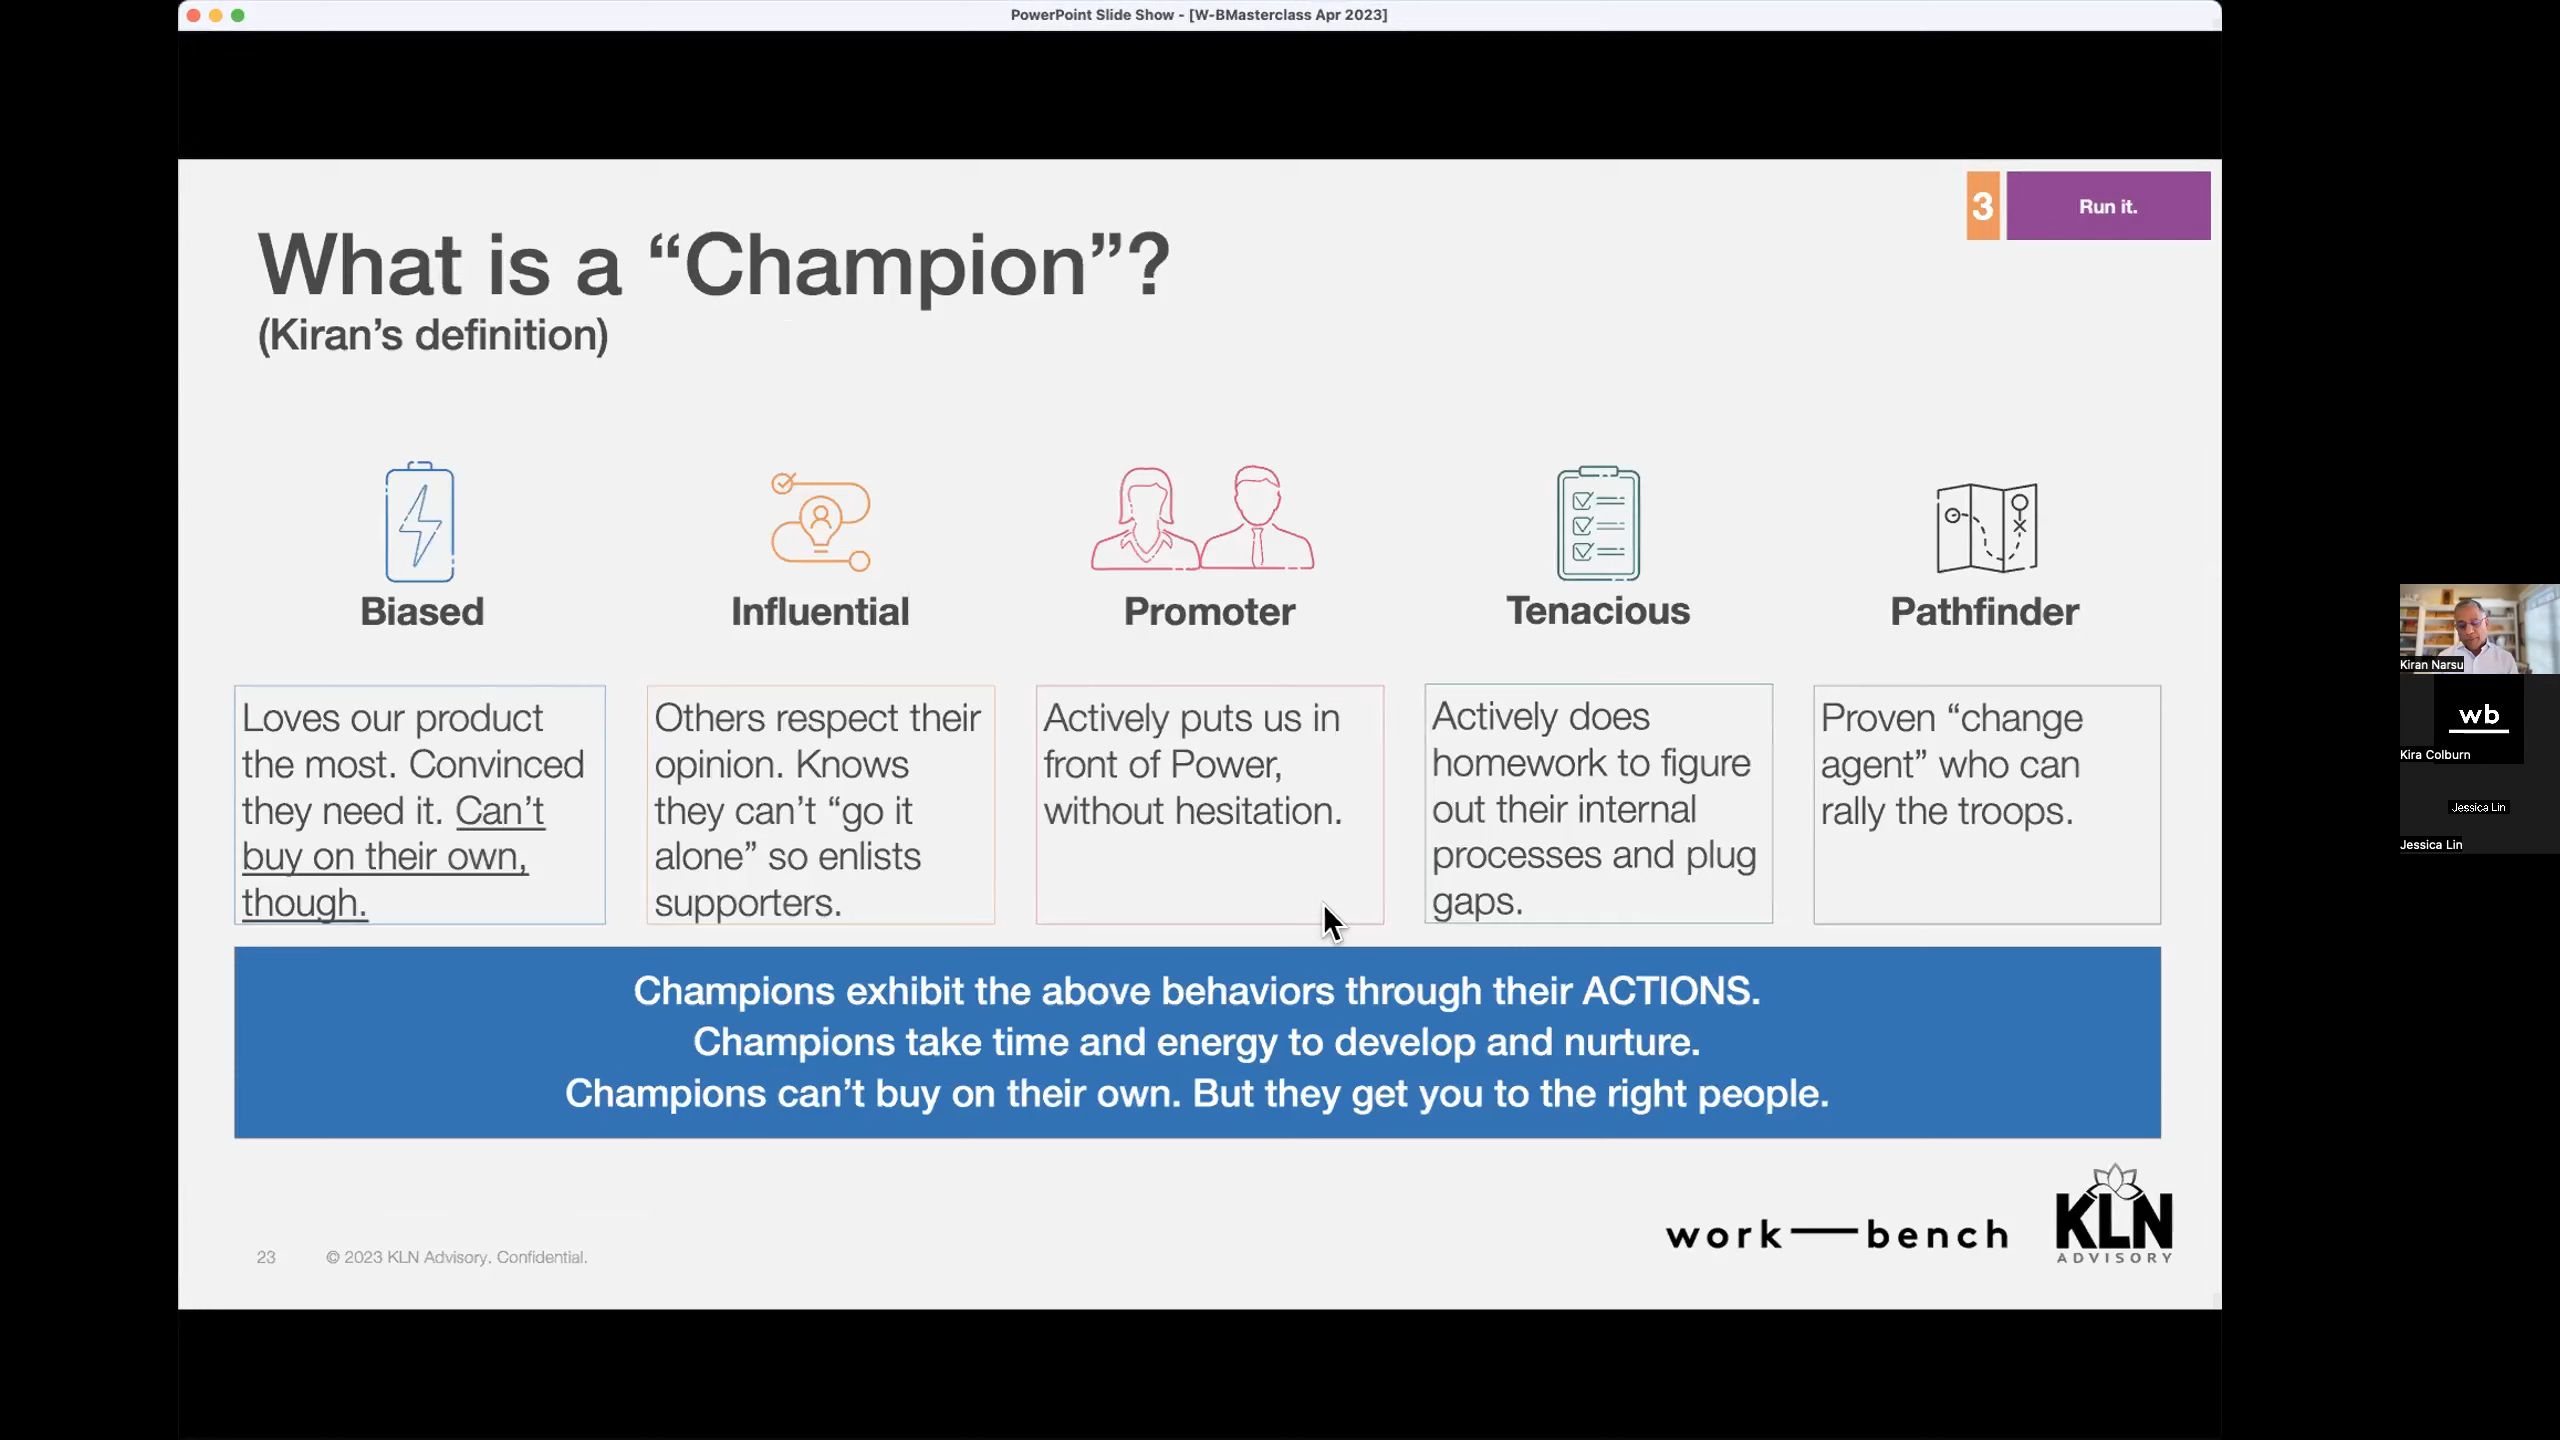 PowerPoint Slide Show - [W-BMasterclass Apr 2023]
3
Run it.
What is a “Champion”?
(Kiran’s definition)
Biased
Loves our product
the most. Convinced
they need it. Can’t
buy on their own,
though.
Influential
Others respect their
opinion. Knows
they can’t “go it
alone” so enlists
supporters.
Promoter
Actively puts us in
front of Power,
without hesitation.
Tenacious
Actively does
homework to figure
out their internal
processes and plug
gaps.
Pathfinder
Proven “change
agent” who can
rally the troops.
Champions exhibit the above behaviors through their ACTIONS.
Champions take time and energy to develop and nurture.
Champions can’t buy on their own. But they get you to the right people.
23
© 2023 KLN Advisory. Confidential.
work—bench
KLN
ADVISORY
Kiran Narsu
wb
Kira Colburn
Jessica Lin
Jessica Lin